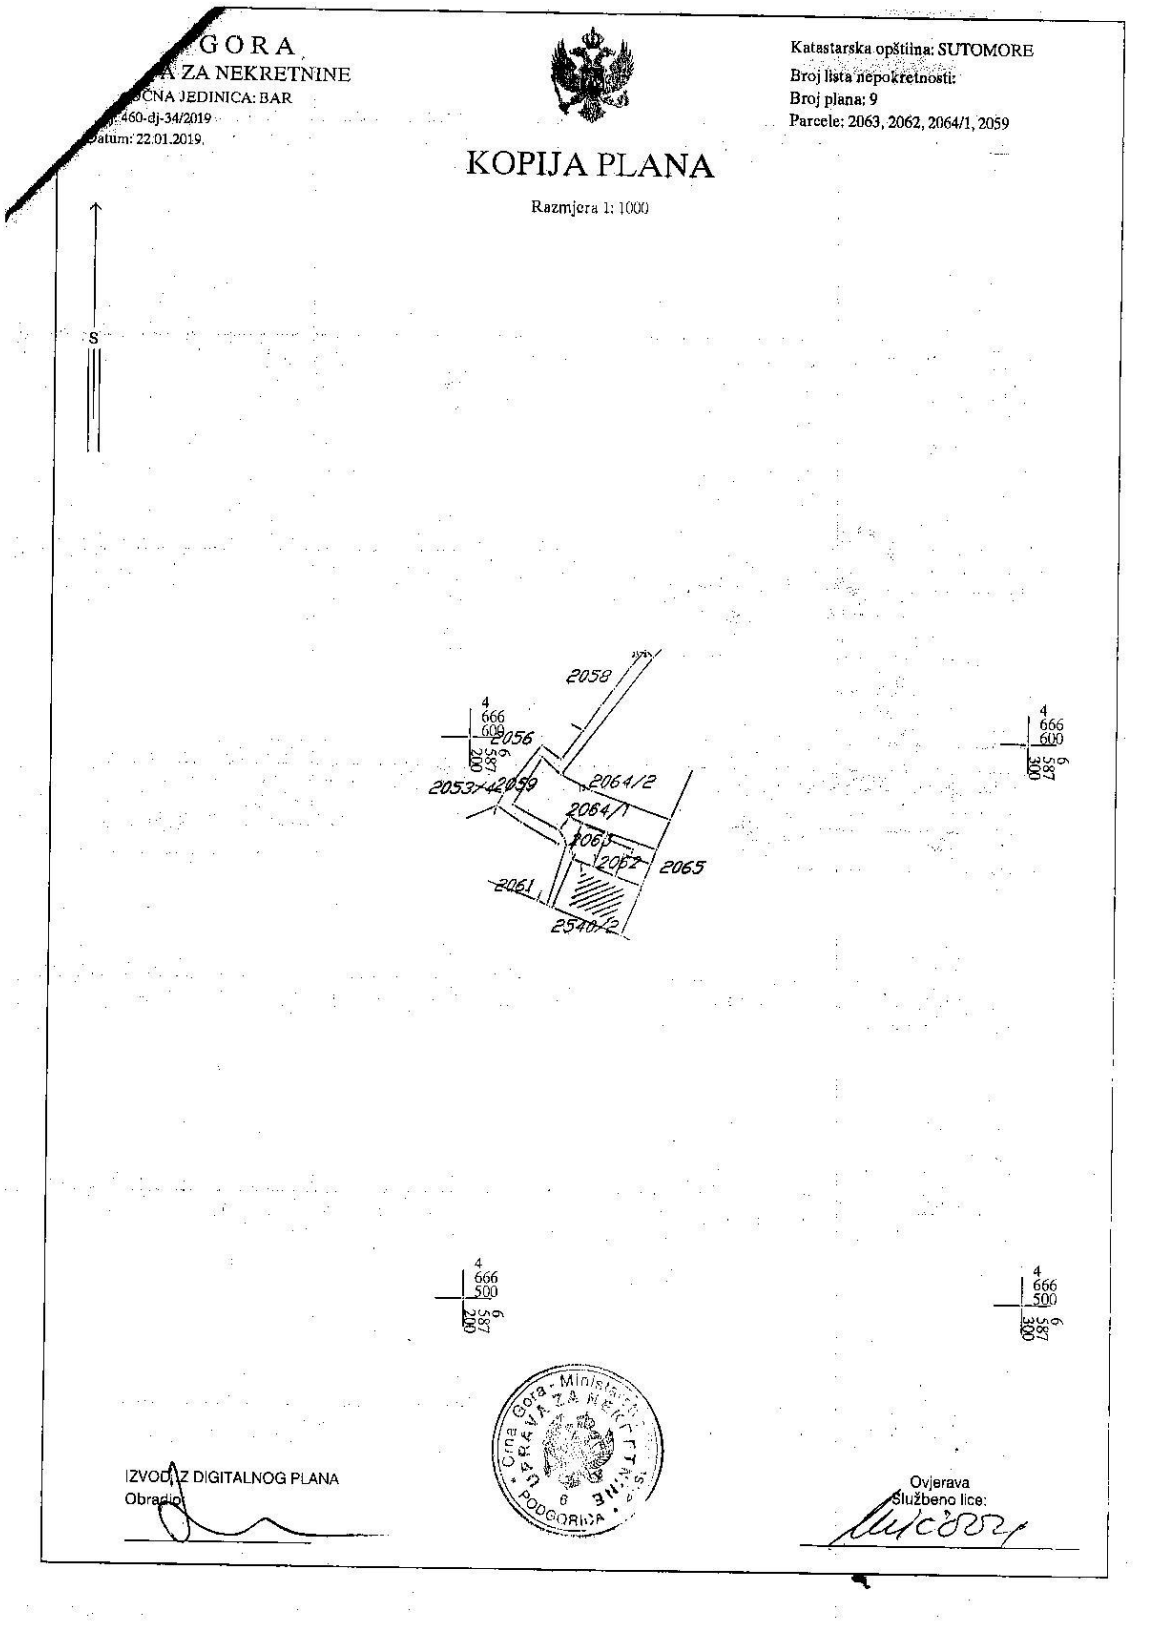 GORA
A ZA NEKRETNINE
ČNA JEDINICA: BAR
460-dj-34/2019
Datum: 22.01.2019.
Katastarska opština: SUTOMORE
Broj lista nepokretnosti:
Broj plana: 9
Parcele: 2063, 2062, 2064/1, 2059
KOPIJA PLANA
Razmjera 1: 1000
S
2058
4
666
600
6
587
200
2056
4
666
600
6
587
300
2053/4
2059
2064/2
2064/1
2063
2062
2065
2061
2540/2
4
666
500
6
587
200
4
666
500
6
587
300
Crna Gora - Ministarstvo
UPRAVA ZA NEKRETNINE
6
PODGORICA
IZVOD IZ DIGITALNOG PLANA
Obradio
Ovjerava
Službeno lice: